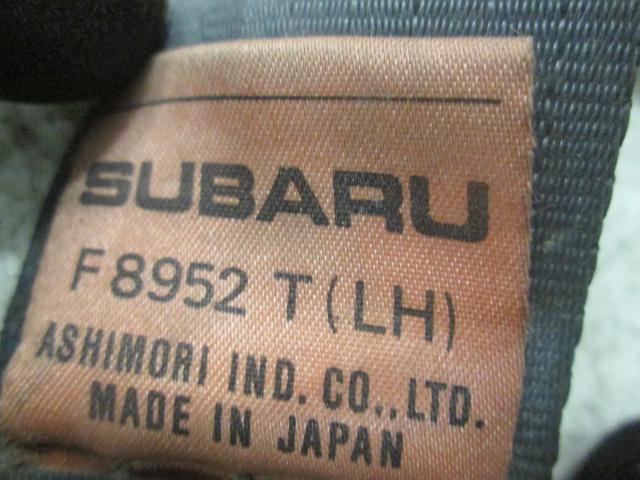 SUBARU
F8952 T (LH)
ASHIMORI IND. CO., LTD.
MADE IN JAPAN